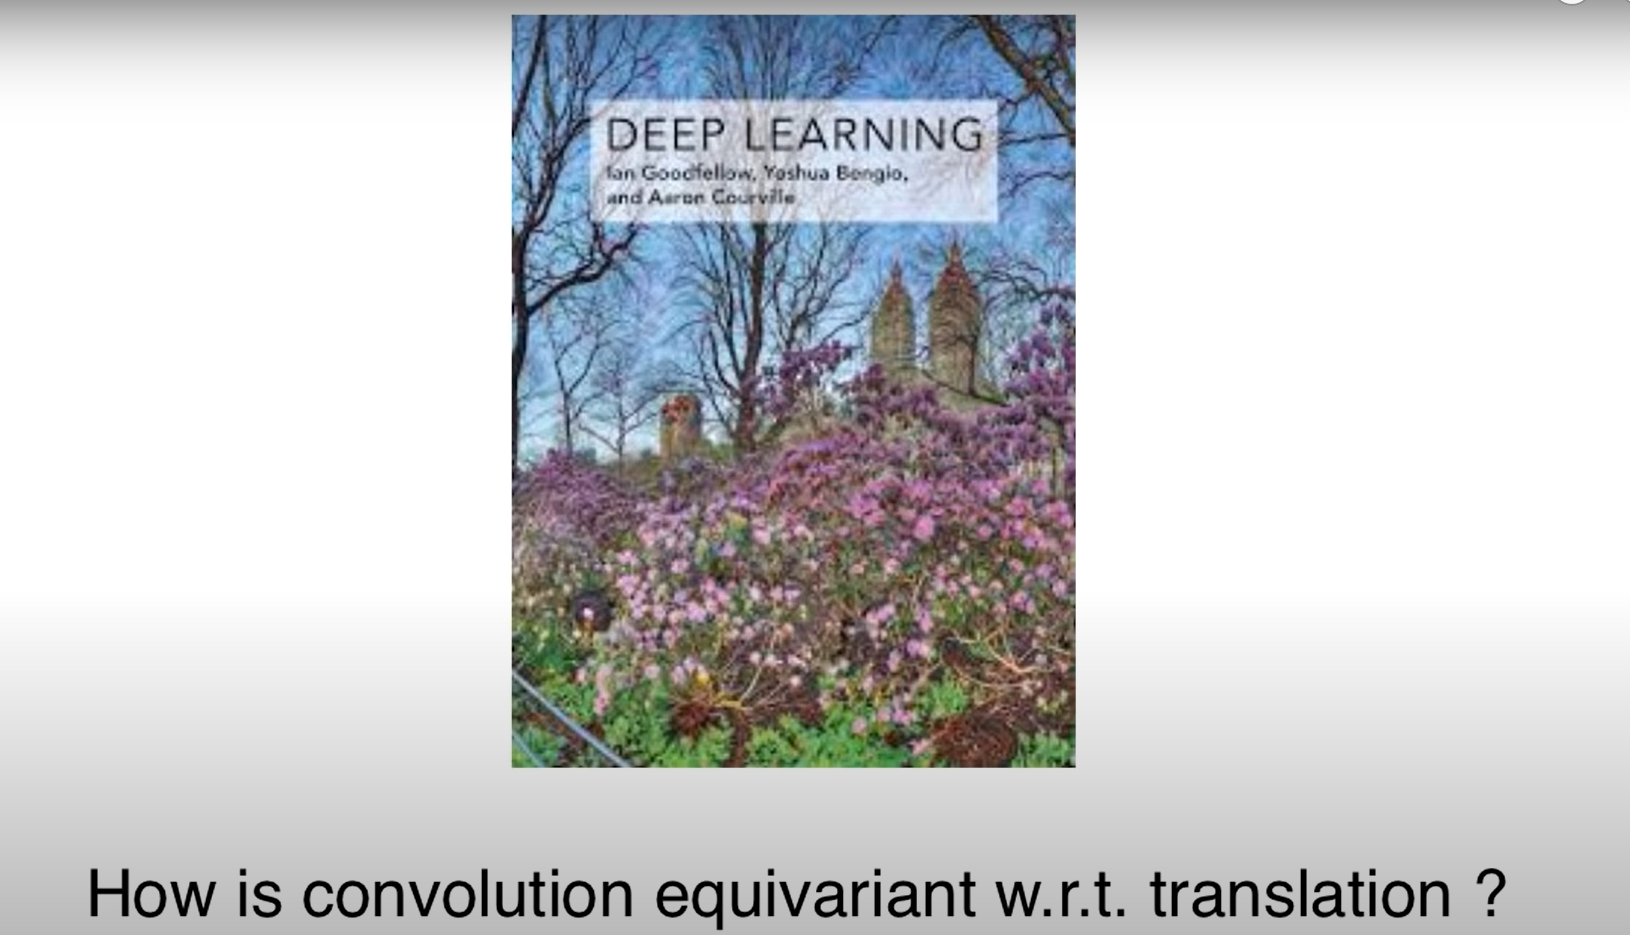 DEEP LEARNING
Ian Goodfellow, Yoshua Bengio,
and Aaron Courville
How is convolution equivariant w.r.t. translation ?